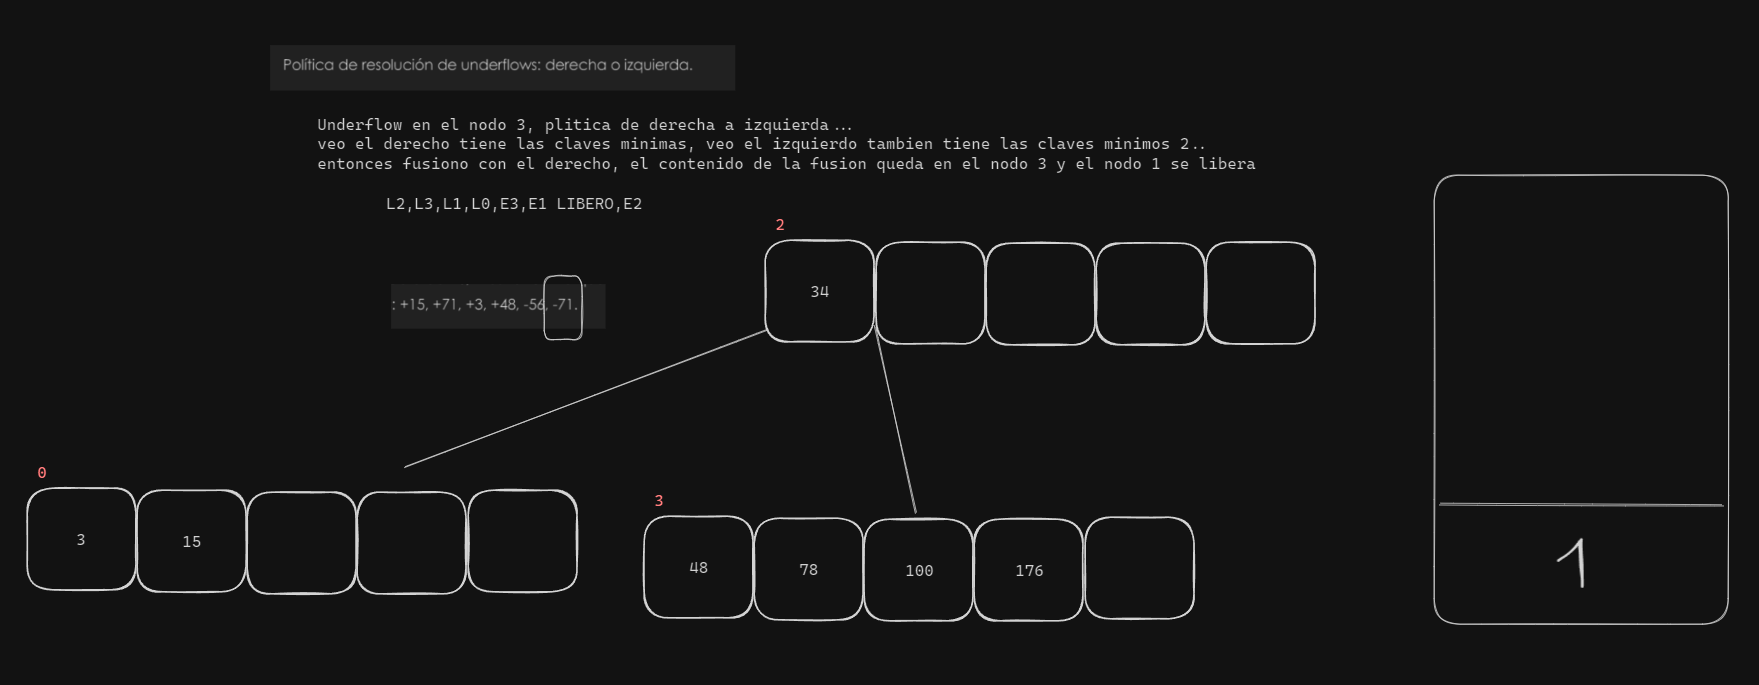 Política de resolución de underflows: derecha o izquierda.
Underflow en el nodo 3, plitica de derecha a izquierda...
veo el derecho tiene las claves minimas, veo el izquierdo tambien tiene las claves minimos 2..
entonces fusiono con el derecho, el contenido de la fusion queda en el nodo 3 y el nodo 1 se libera
L2,L3,L1,L0,E3,E1 LIBERO,E2
2
: +15, +71, +3, +48, -56, -71.
34
0
3
3 15
48 78 100 176
1